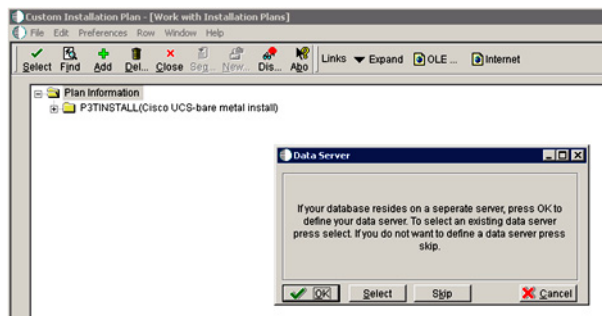 Custom Installation Plan - [Work with Installation Plans]
File Edit Preferences Row Window Help
Select Find Add Del... Close Seq... New... Dis... Abo Links Expand OLE ... Internet
Plan Information
P3TINSTALL(Cisco UCS-bare metal install)
Data Server
If your database resides on a seperate server, press OK to
define your data server. To select an existing data server
press select. If you do not want to define a data server press
skip.
OK Select Skip Cancel